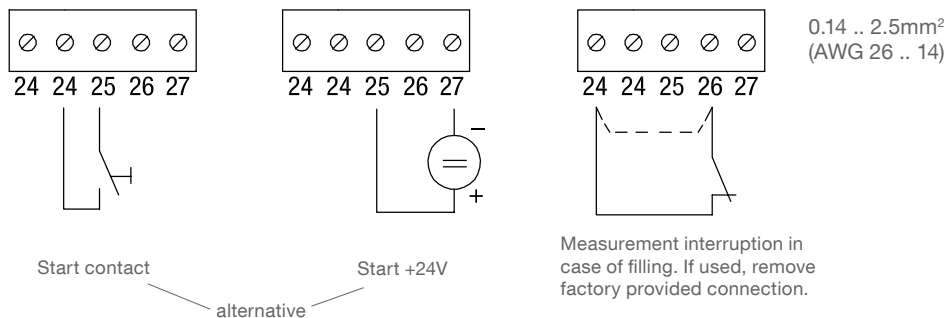 0.14 .. 2.5mm²
(AWG 26 .. 14)
24 24 25 26 27
24 24 25 26 27
24 24 25 26 27
−
+
Start contact
Start +24V
alternative
Measurement interruption in
case of filling. If used, remove
factory provided connection.